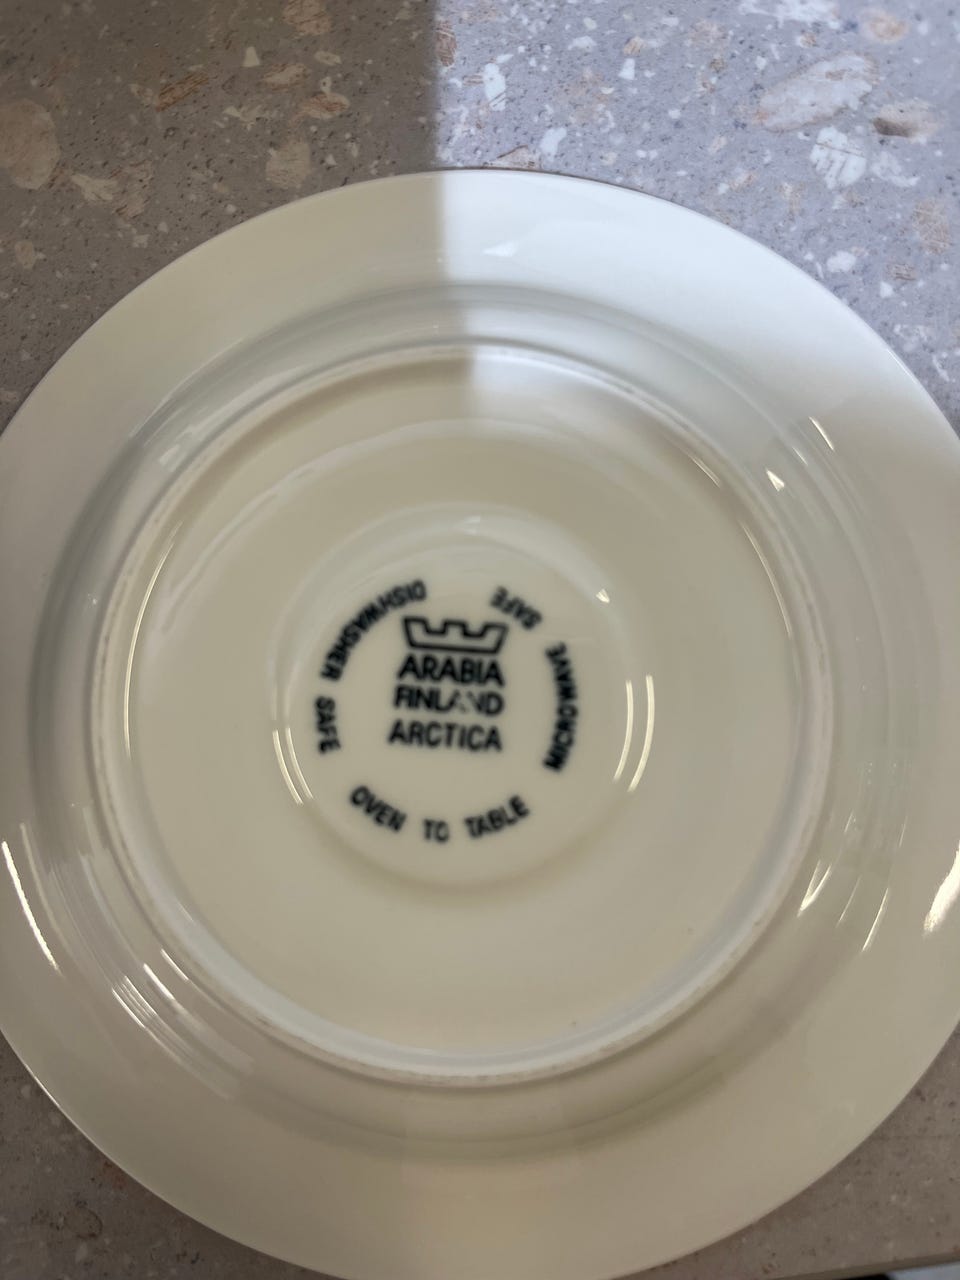 ARABIA
FINLAND
ARCTICA
DISHWASHER SAFE
OVEN TO TABLE
MICROWAVE SAFE